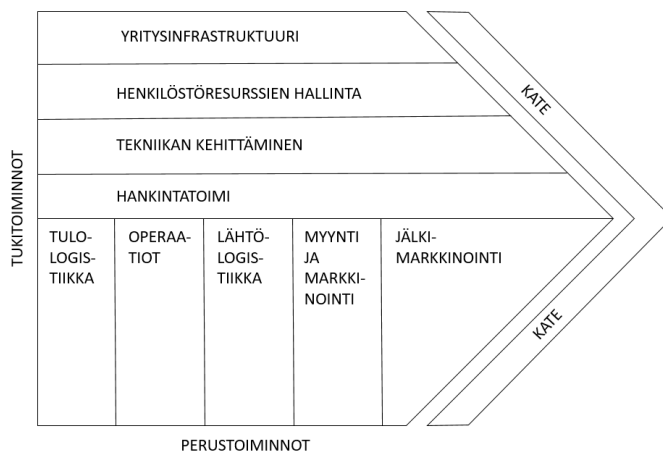 YRITYSINFRASTRUKTUURI
HENKILÖSTÖRESURSSIEN HALLINTA
TEKNIIKAN KEHITTÄMINEN
HANKINTATOIMI
TUKITOIMINNOT
TULO-
LOGIS-
TIIKKA
OPERAA-
TIOT
LÄHTÖ-
LOGIS-
TIIKKA
MYYNTI
JA
MARKKI-
NOINTI
JÄLKI-
MARKKINOINTI
KATE
KATE
PERUSTOIMINNOT